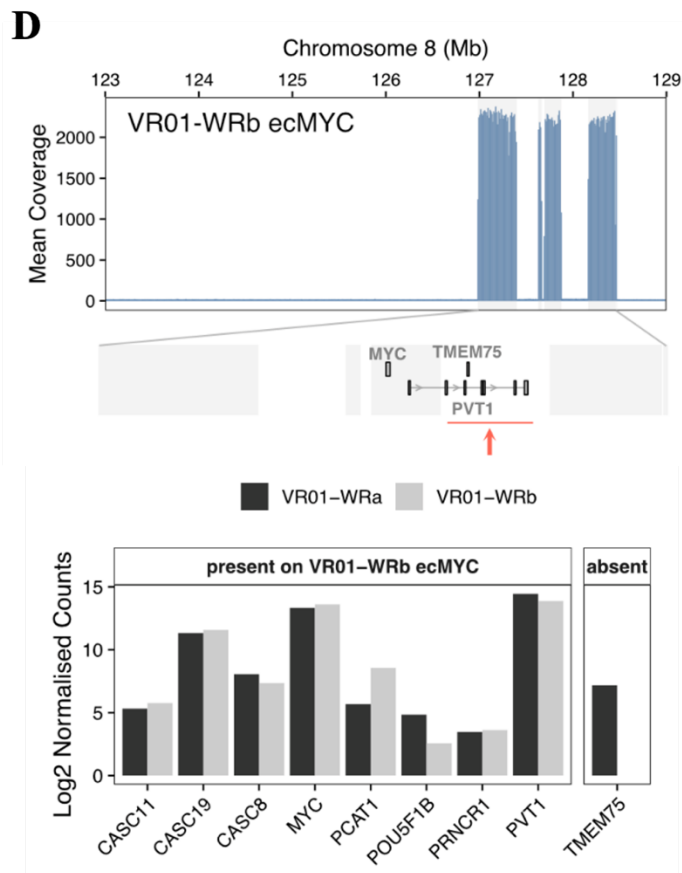 D
Chromosome 8 (Mb)
123 124 125 126 127 128 129
VR01-WRb ecMYC
Mean Coverage
2000
1500
1000
500
0
MYC TMEM75
PVT1
VR01−WRa VR01−WRb
present on VR01−WRb ecMYC absent
Log2 Normalised Counts
15
10
5
0
CASC11 CASC19 CASC8 MYC PCAT1 POU5F1B PRNCR1 PVT1 TMEM75